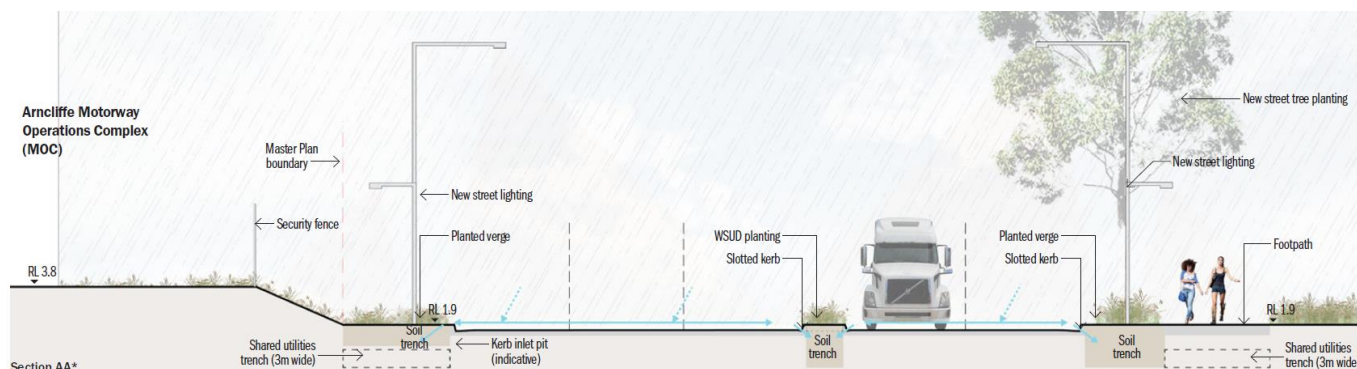 Arncliffe Motorway
Operations Complex
(MOC)
Master Plan
boundary
Security fence
RL 3.8
New street lighting
Planted verge
RL 1.9
Soil
trench
Shared utilities
trench (3m wide)
Kerb inlet pit
(indicative)
WSUD planting
Slotted kerb
Soil
trench
New street tree planting
New street lighting
Planted verge
Slotted kerb
Footpath
RL 1.9
Soil
trench
Shared utilities
trench (3m wide
Section AA*